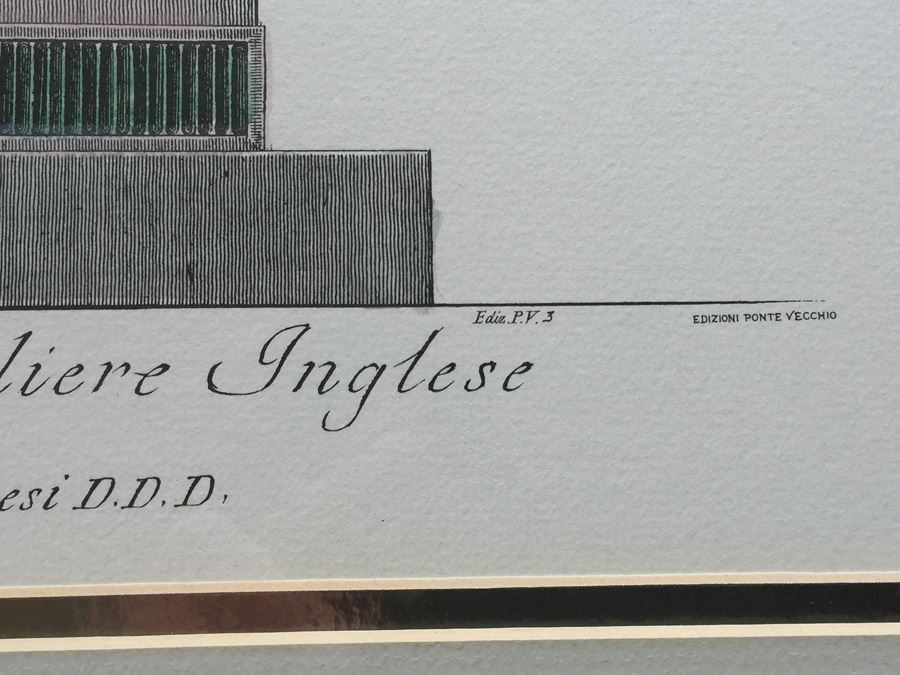 Ediz. P. V. 3
EDIZIONI PONTE VECCHIO
liere Inglese
esi D. D. D,